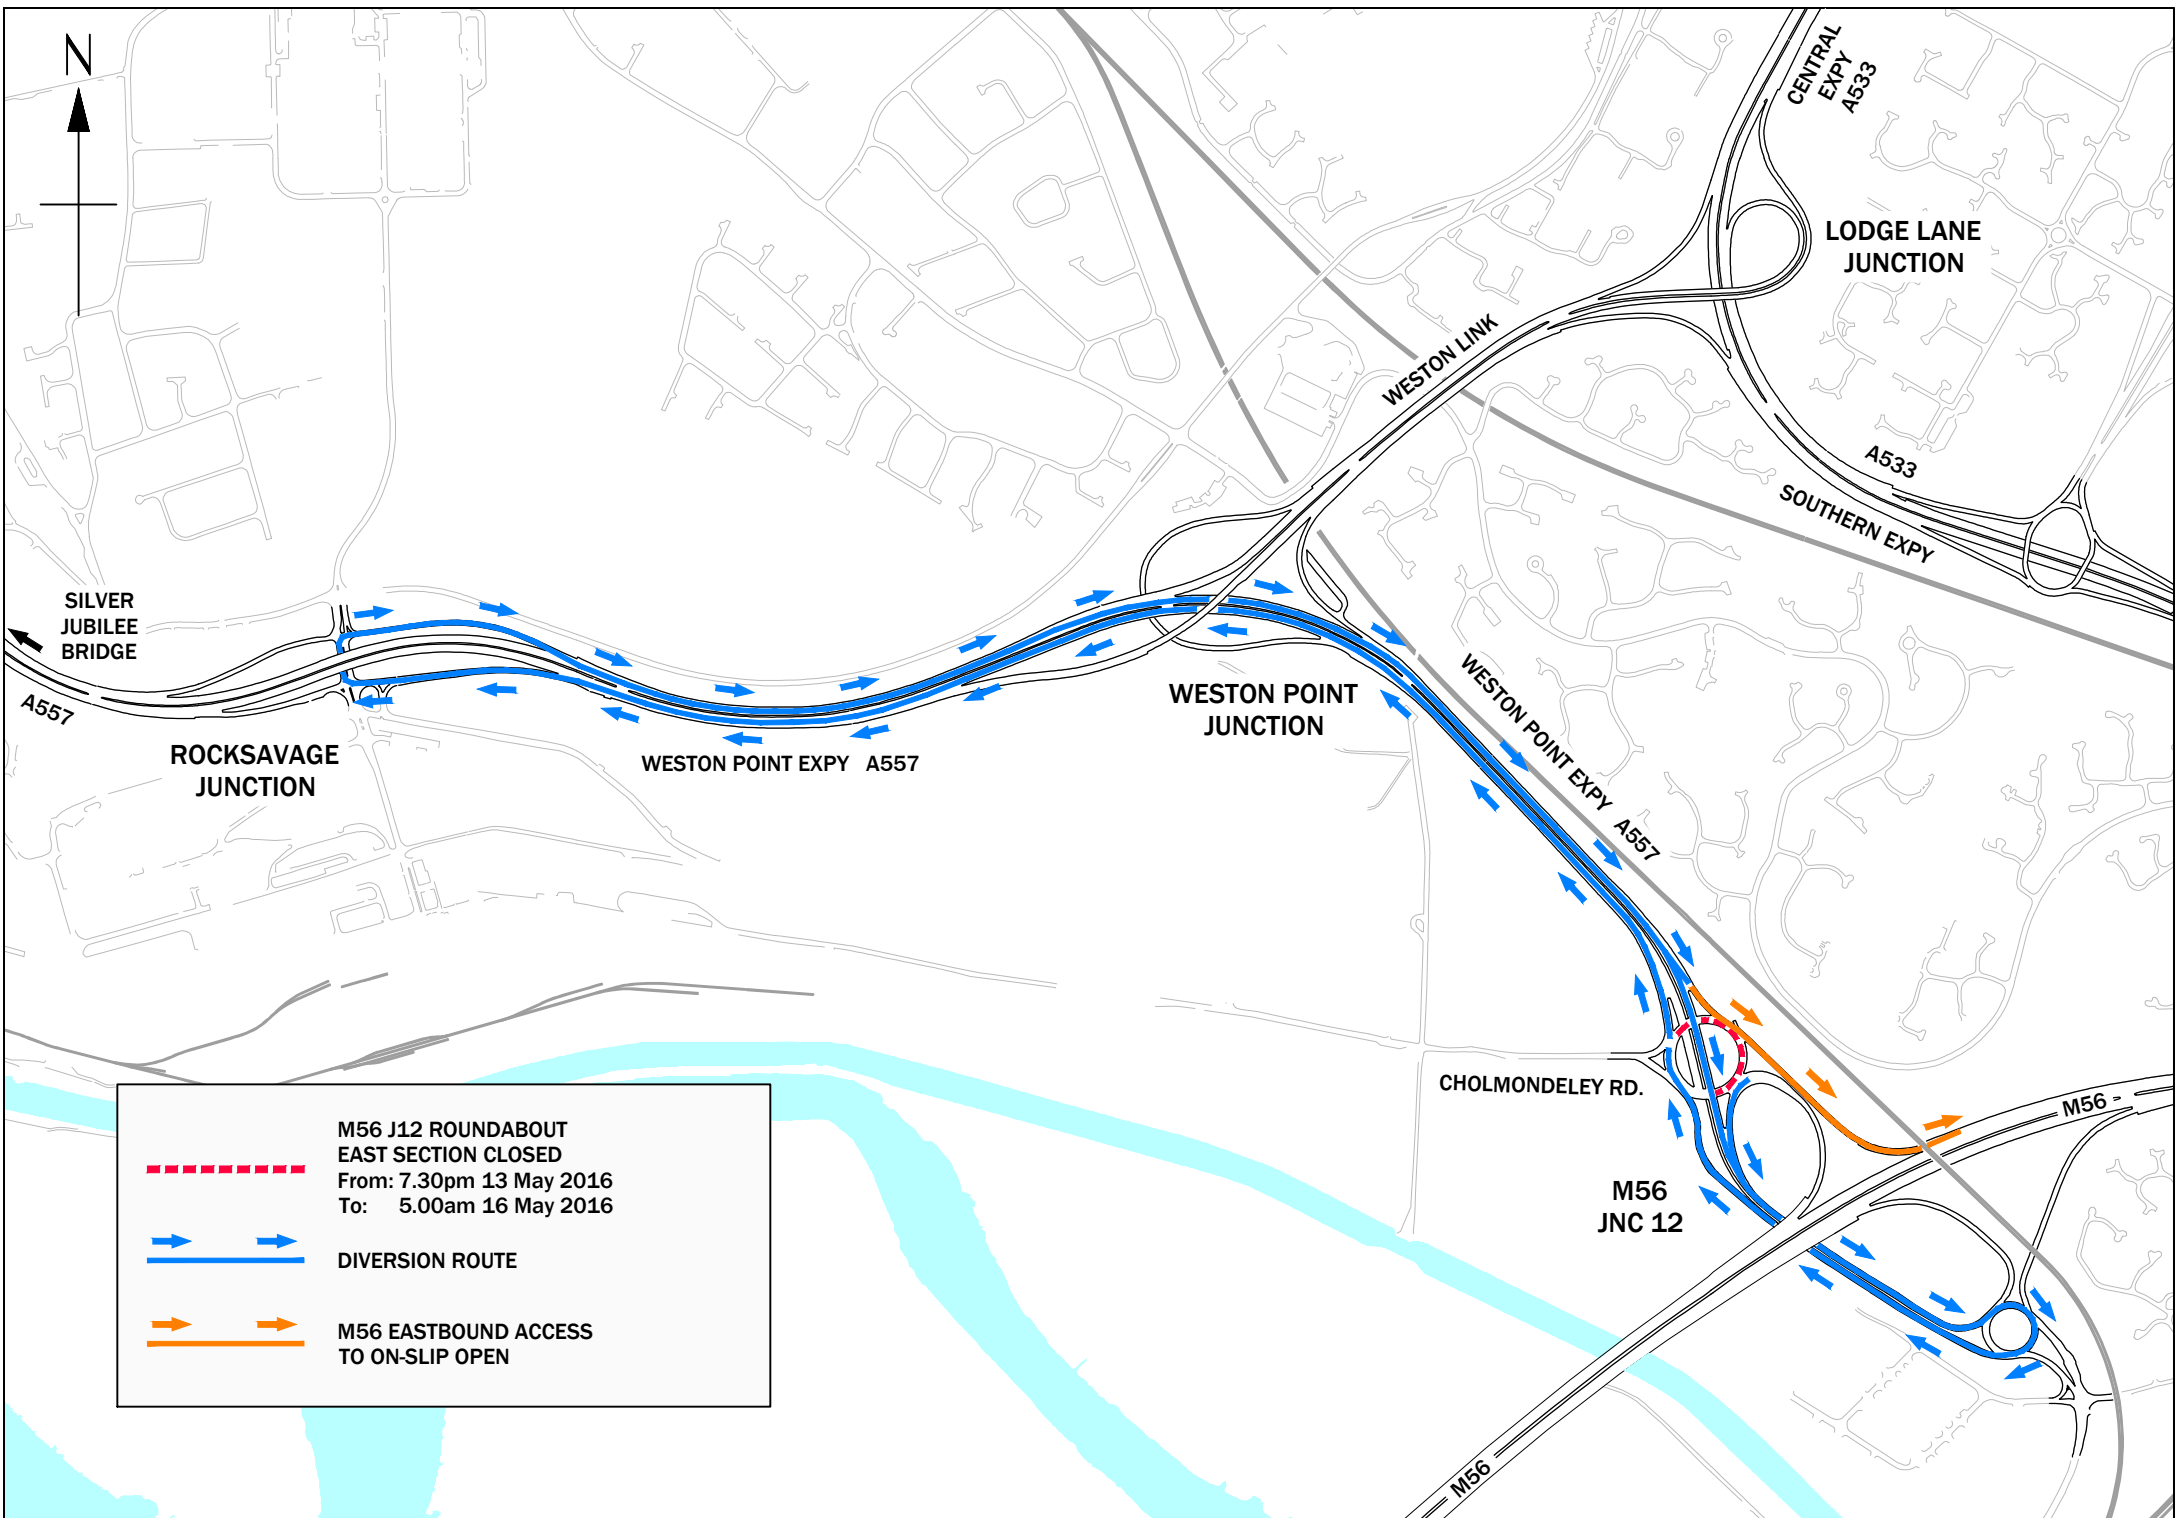 N
CENTRAL
EXPY
A533
LODGE LANE
JUNCTION
WESTON LINK
A533
SOUTHERN EXPY
SILVER
JUBILEE
BRIDGE
A557
ROCKSAVAGE
JUNCTION
WESTON POINT EXPY A557
WESTON POINT
JUNCTION
WESTON POINT EXPY A557
CHOLMONDELEY RD.
M56
M56
JNC 12
M56
M56 J12 ROUNDABOUT
EAST SECTION CLOSED
From: 7.30pm 13 May 2016
To: 5.00am 16 May 2016
DIVERSION ROUTE
M56 EASTBOUND ACCESS
TO ON-SLIP OPEN